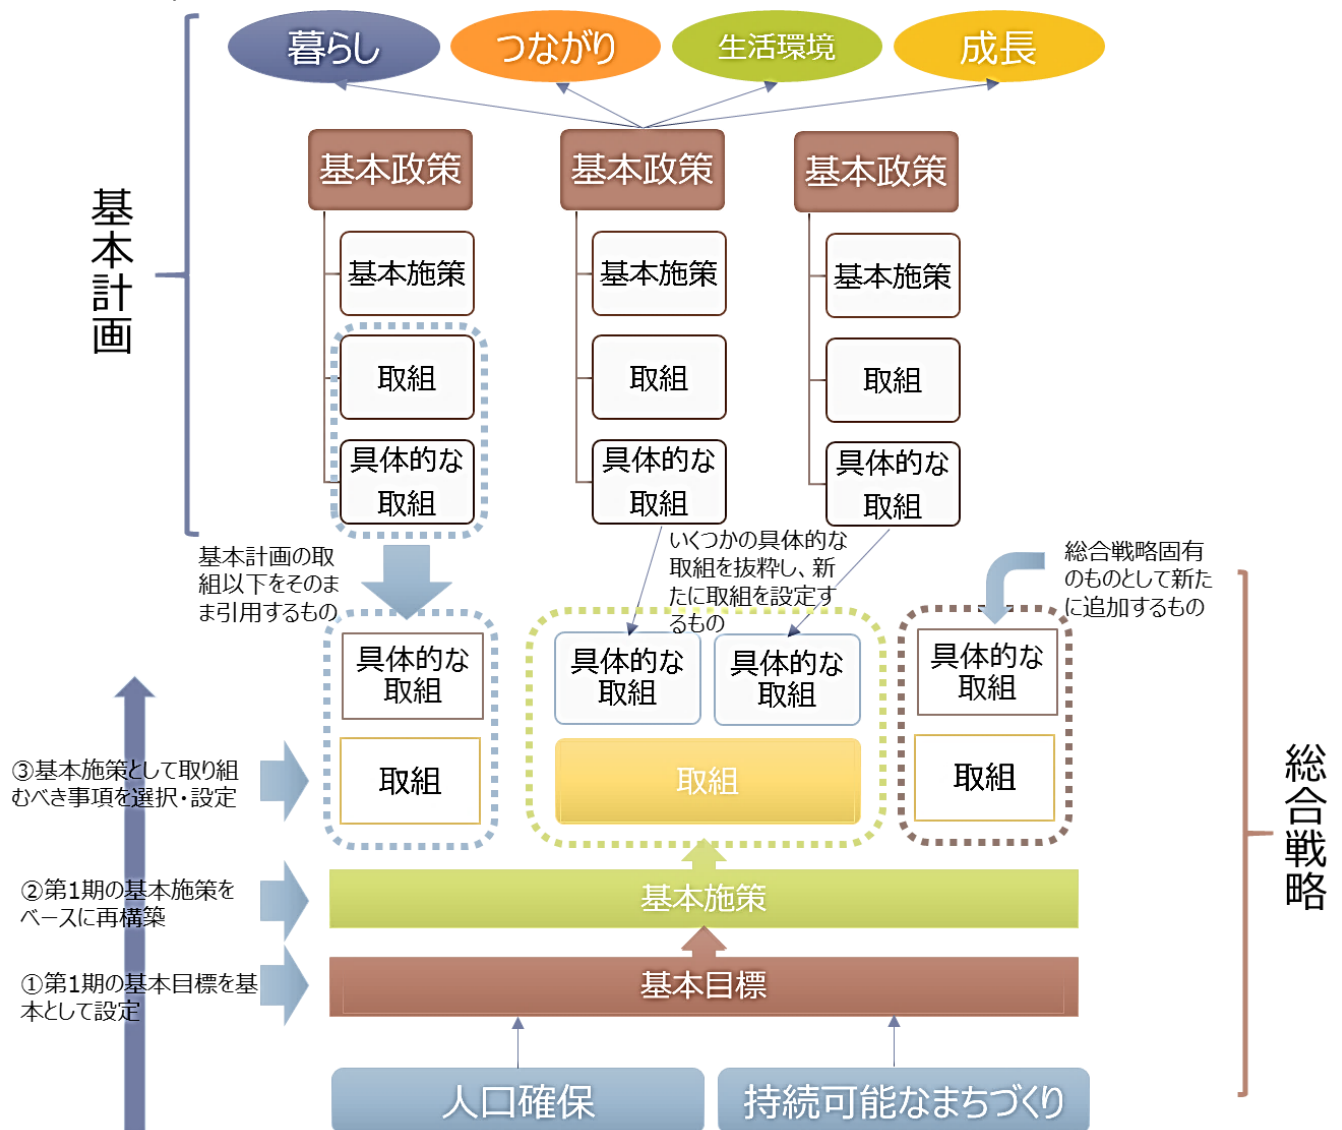 暮らし
つながり
生活環境
成長
基本計画
基本政策
基本政策
基本政策
基本施策
基本施策
基本施策
取組
取組
取組
具体的な
取組
具体的な
取組
具体的な
取組
基本計画の取
組以下をそのま
ま引用するもの
いくつかの具体的な
取組を抜粋し、新
たに取組を設定す
るもの
総合戦略固有
のものとして新た
に追加するもの
具体的な
取組
具体的な
取組
具体的な
取組
具体的な
取組
③基本施策として取り組
むべき事項を選択・設定
取組
取組
取組
総合戦略
②第1期の基本施策を
ベースに再構築
基本施策
①第1期の基本目標を基
本として設定
基本目標
人口確保
持続可能なまちづくり